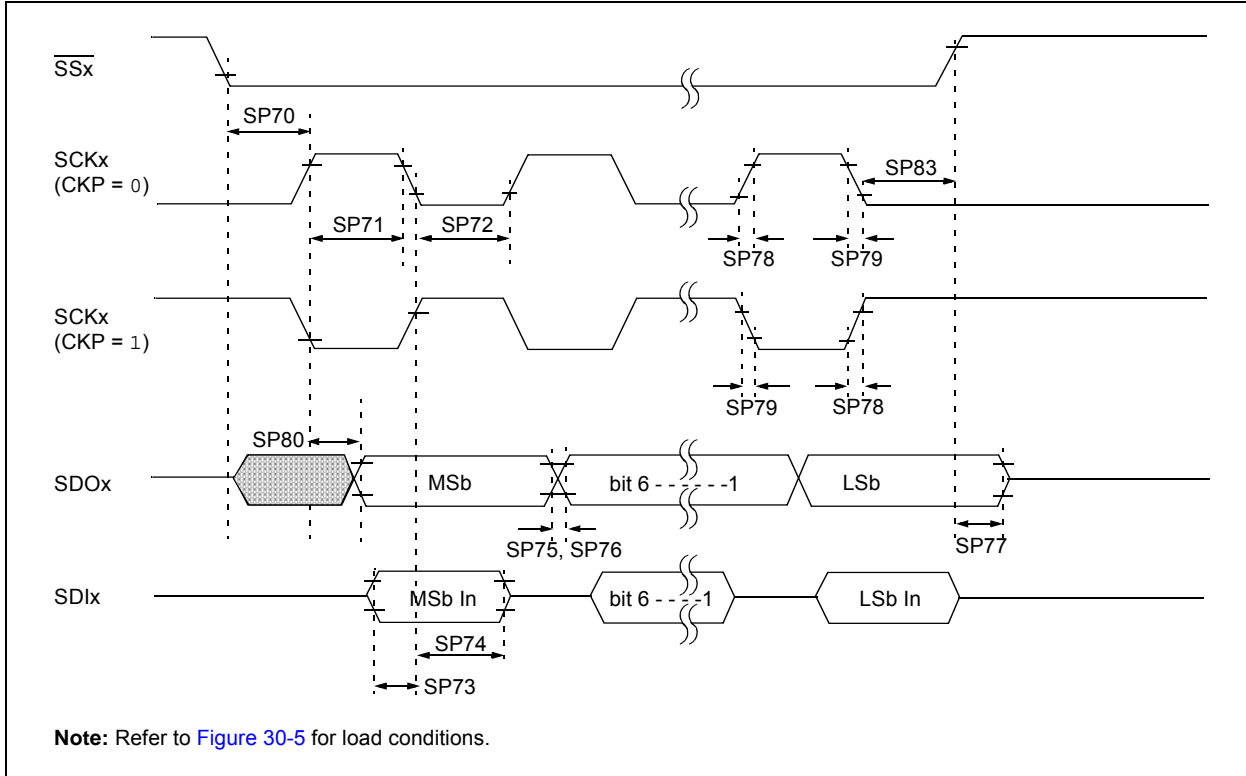 SSx
SP70
SCKx
(CKP = 0)
SP83
SP71
SP72
SP78
SP79
SCKx
(CKP = 1)
SP79
SP78
SP80
SDOx
MSb
bit 6 - - - - - - -1
LSb
SP75, SP76
SP77
SDIx
MSb In
bit 6 - - - - -1
LSb In
SP74
SP73
Note: Refer to Figure 30-5 for load conditions.